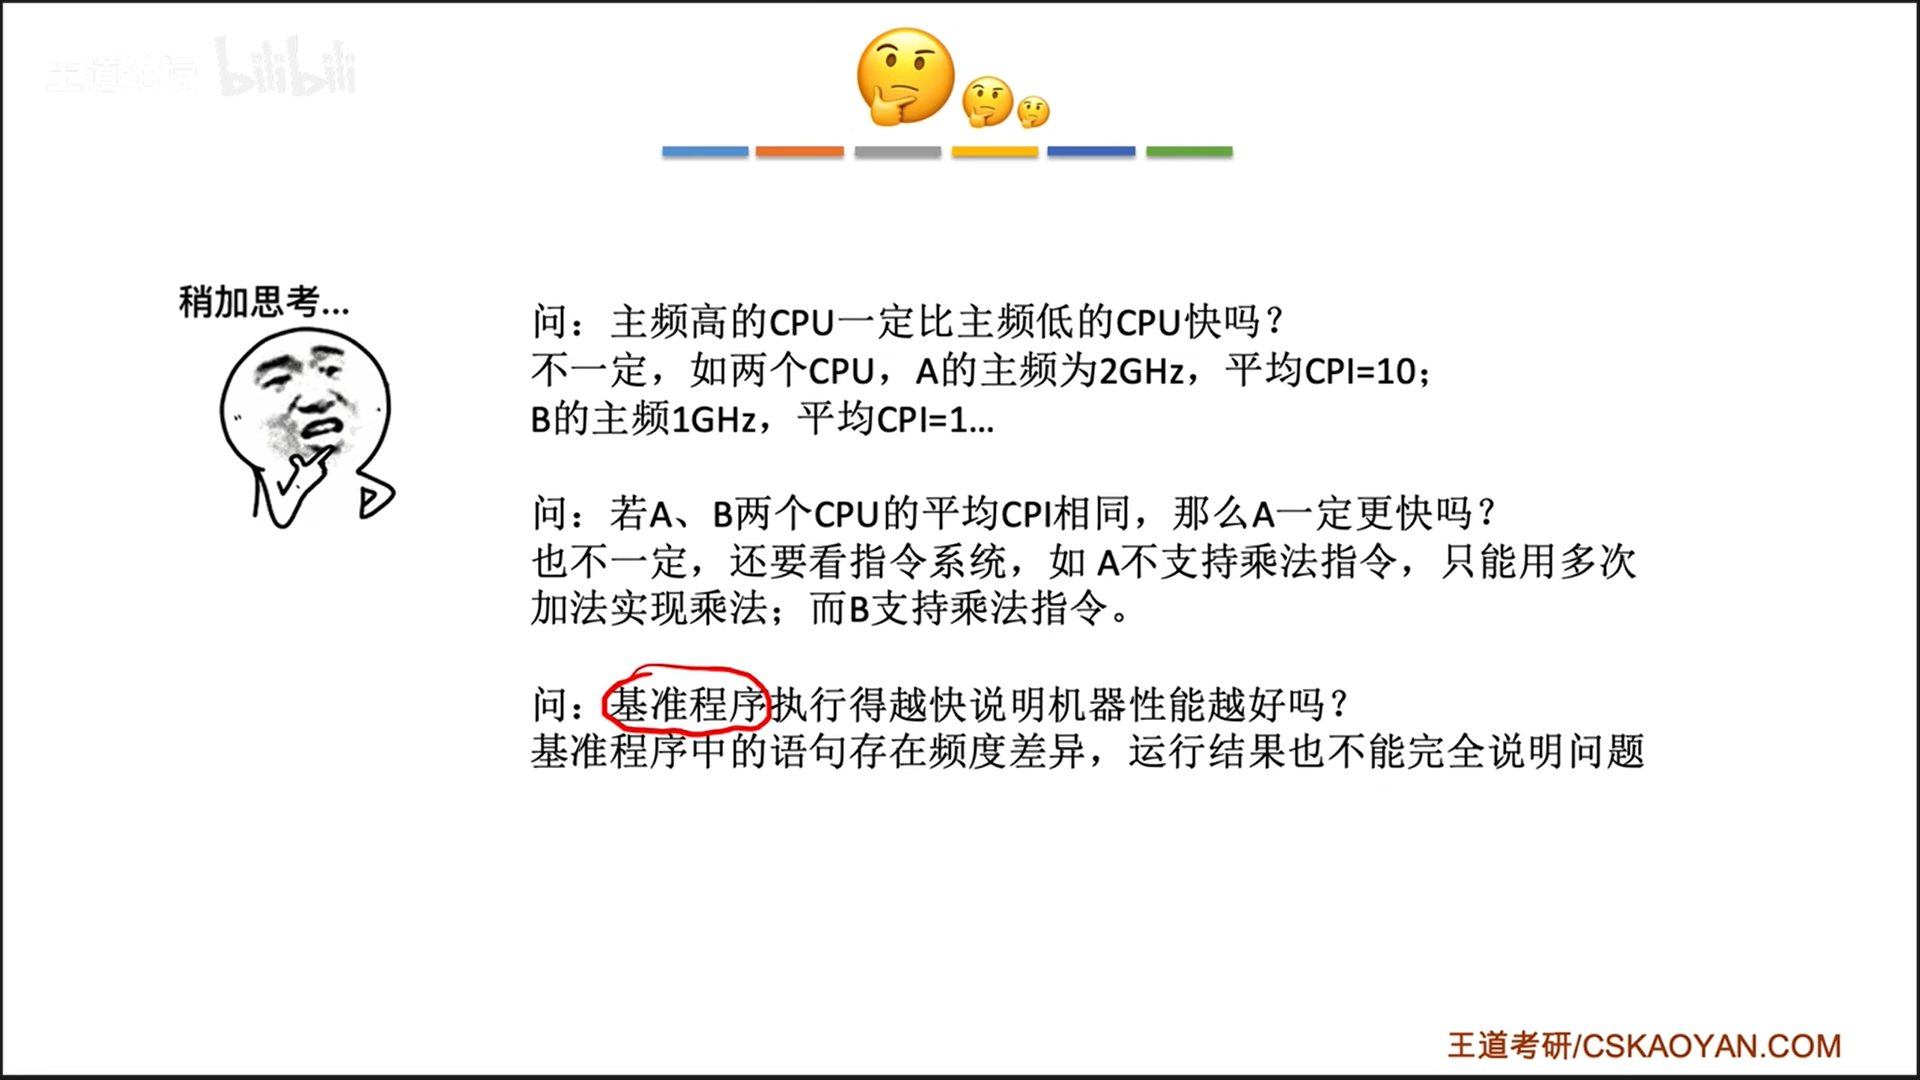 王道论坛 bilibili
稍加思考...
问：主频高的CPU一定比主频低的CPU快吗？
不一定，如两个CPU，A的主频为2GHz，平均CPI=10；
B的主频1GHz，平均CPI=1...
问：若A、B两个CPU的平均CPI相同，那么A一定更快吗？
也不一定，还要看指令系统，如 A不支持乘法指令，只能用多次
加法实现乘法；而B支持乘法指令。
问：基准程序执行得越快说明机器性能越好吗？
基准程序中的语句存在频度差异，运行结果也不能完全说明问题
王道考研/CSKAOYAN.COM